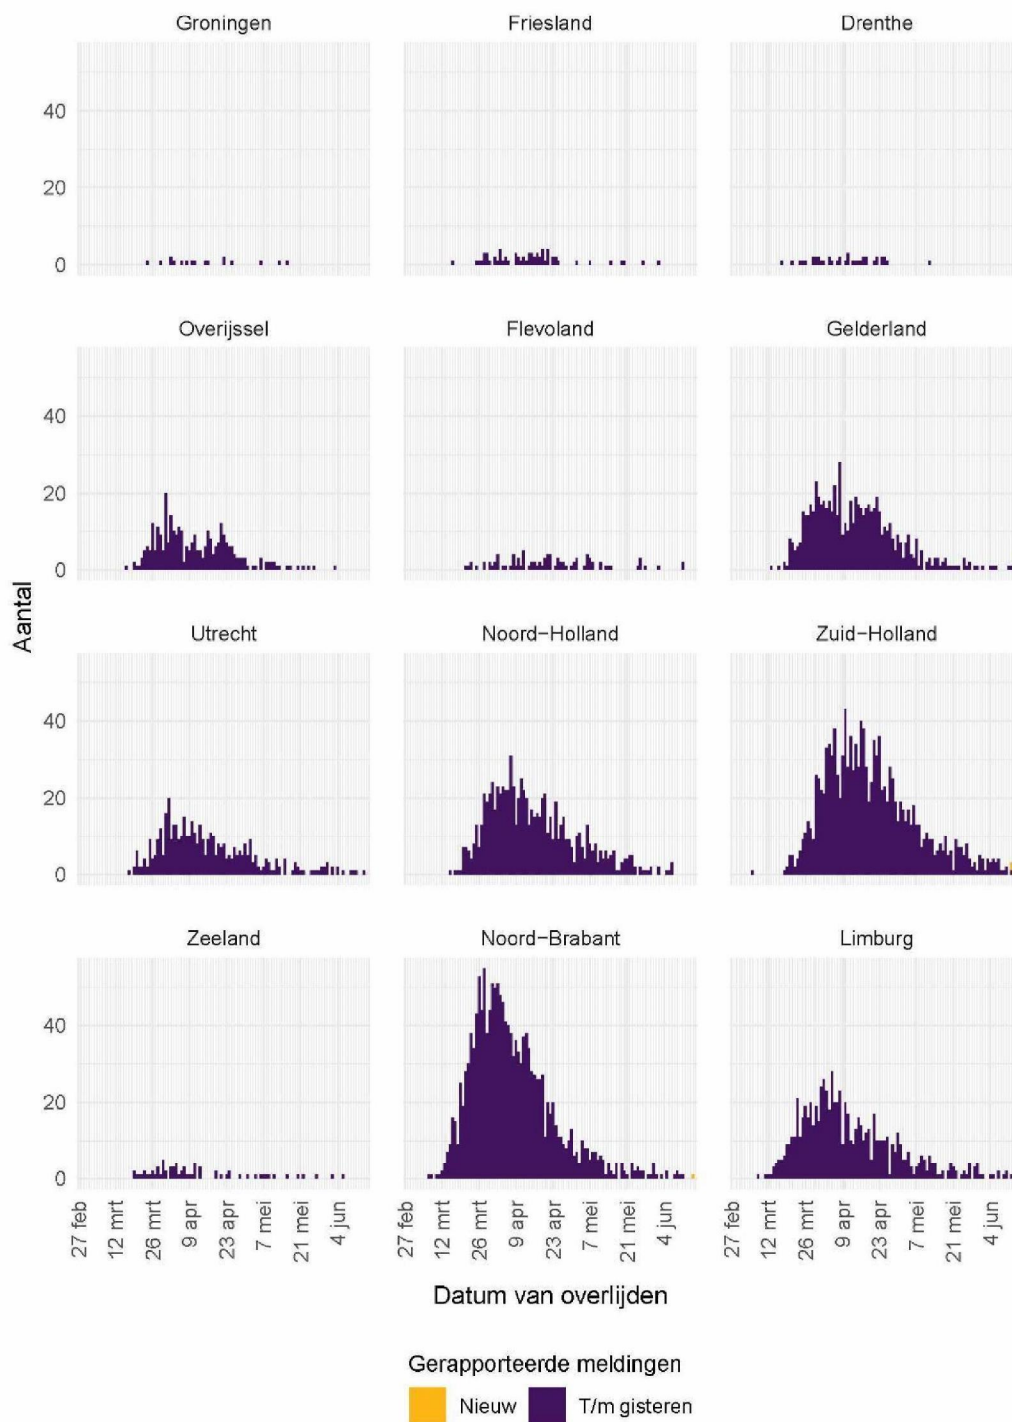 Groningen
Friesland
Drenthe
40
20
0
Overijssel
Flevoland
Gelderland
40
20
0
Aantal
Utrecht
Noord−Holland
Zuid−Holland
40
20
0
Zeeland
Noord−Brabant
Limburg
40
20
0
27 feb
12 mrt
26 mrt
9 apr
23 apr
7 mei
21 mei
4 jun
27 feb
12 mrt
26 mrt
9 apr
23 apr
7 mei
21 mei
4 jun
27 feb
12 mrt
26 mrt
9 apr
23 apr
7 mei
21 mei
4 jun
Datum van overlijden
Gerapporteerde meldingen
Nieuw
T/m gisteren